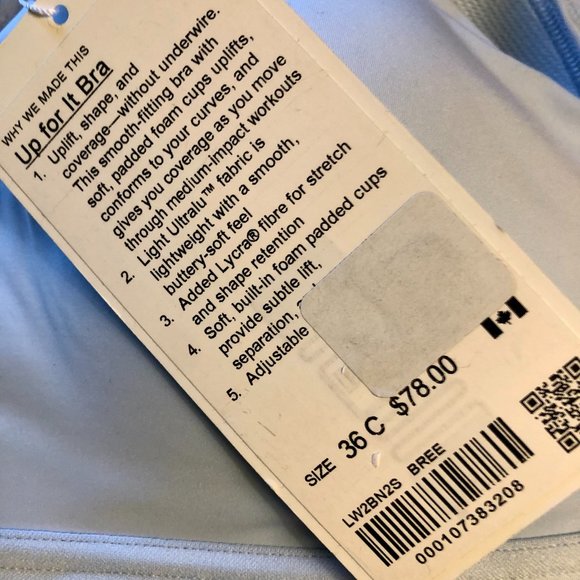 WHY WE MADE THIS
Up for It Bra
1. Uplift, shape, and
coverage—without underwire.
This smooth-fitting bra with
soft, padded foam cups uplifts,
conforms to your curves, and
gives you coverage as you move
through medium-impact workouts
2. Light Ultralu™ fabric is
lightweight with a smooth,
buttery-soft feel
3. Added Lycra® fibre for stretch
and shape retention
4. Soft, built-in foam padded cups
provide subtle lift,
separation,
5. Adjustable
SIZE 36 C $78.00
LW2BN2S BREE
000107383208